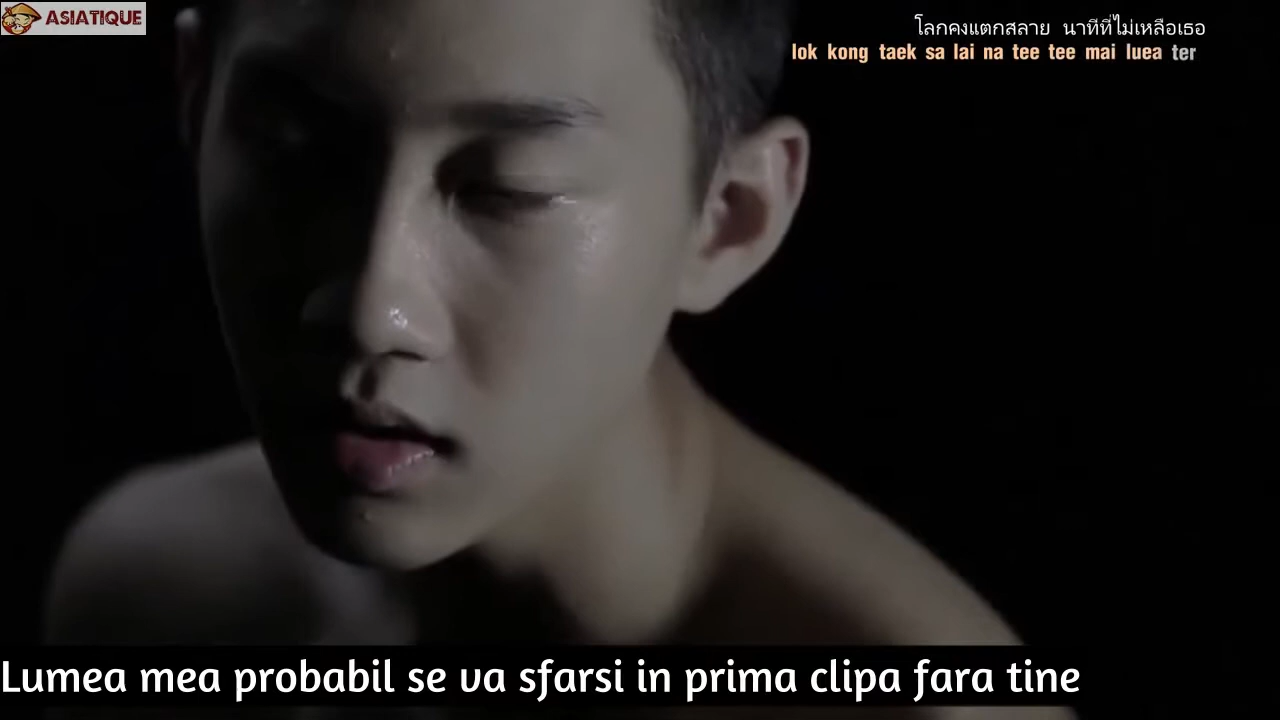 ASIATIQUE
โลกคงแตกสลาย นาทีที่ไม่เหลือเธอ
lok kong taek sa lai na tee tee mai luea ter
Lumea mea probabil se va sfarsi in prima clipa fara tine